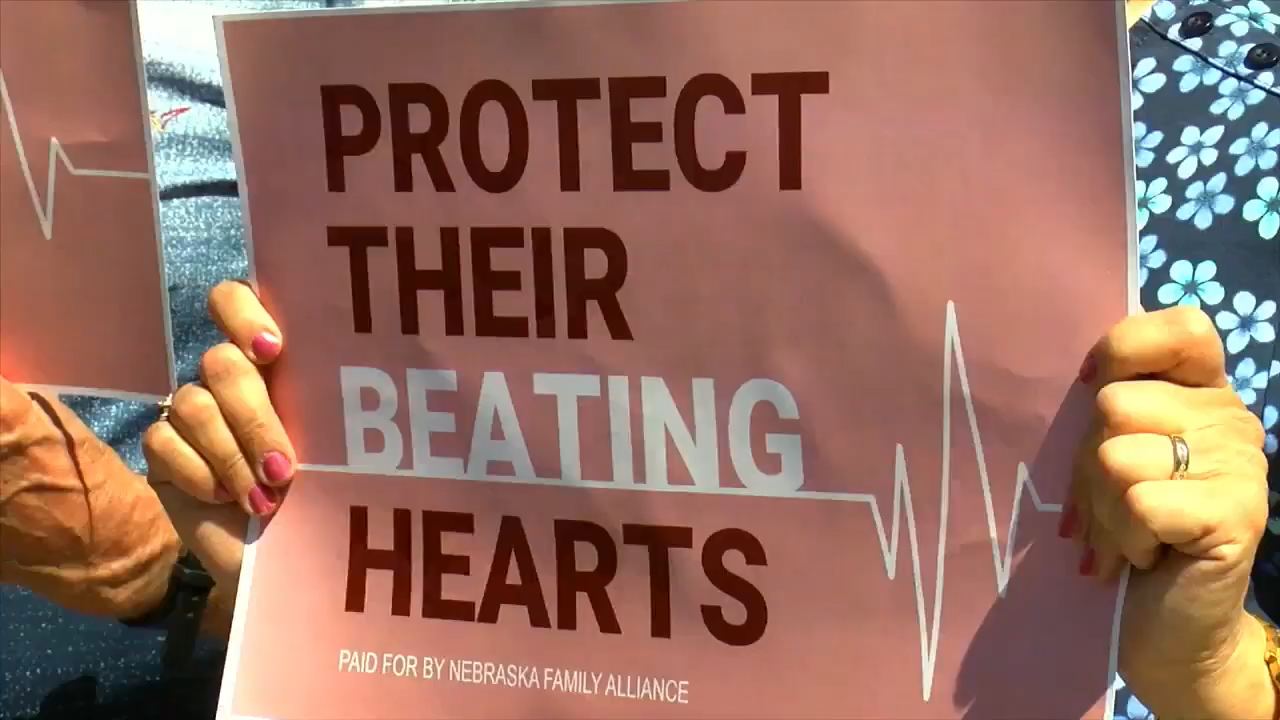 PROTECT
THEIR
BEATING
HEARTS
PAID FOR BY NEBRASKA FAMILY ALLIANCE